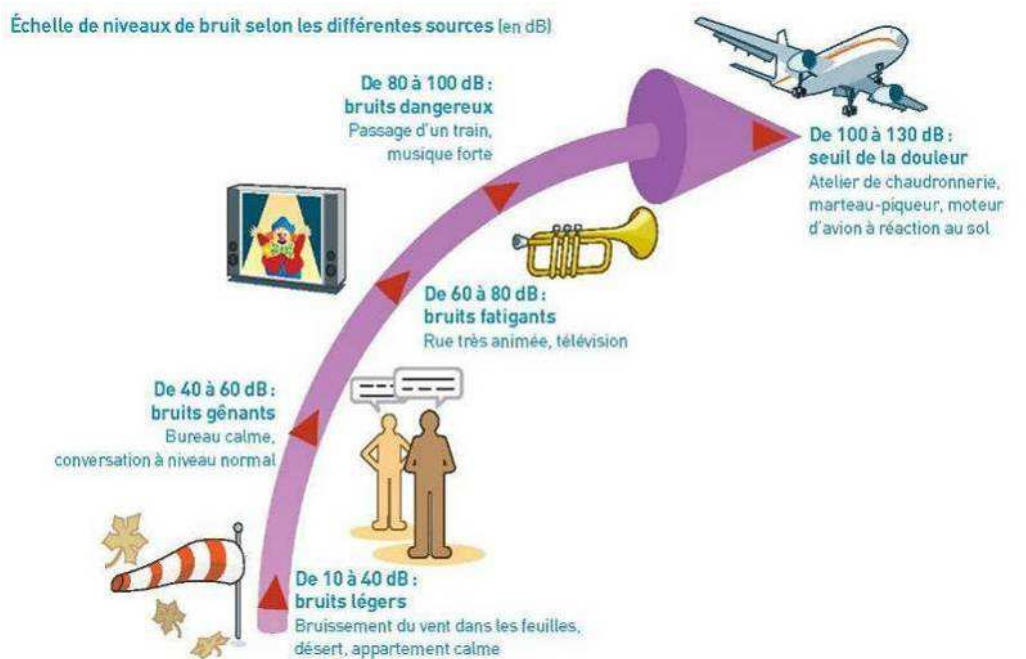 Échelle de niveaux de bruit selon les différentes sources (en dB)
De 80 à 100 dB :
bruits dangereux
Passage d'un train,
musique forte
De 100 à 130 dB :
seuil de la douleur
Atelier de chaudronnerie,
marteau-piqueur, moteur
d'avion à réaction au sol
De 60 à 80 dB :
bruits fatigants
Rue très animée, télévision
De 40 à 60 dB :
bruits gênants
Bureau calme,
conversation à niveau normal
De 10 à 40 dB :
bruits légers
Bruissement du vent dans les feuilles,
désert, appartement calme